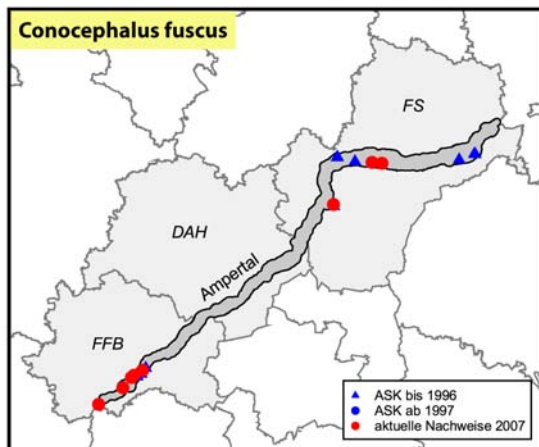 Conocephalus fuscus
FS
DAH
Ampertal
FFB
ASK bis 1996
ASK ab 1997
aktuelle Nachweise 2007